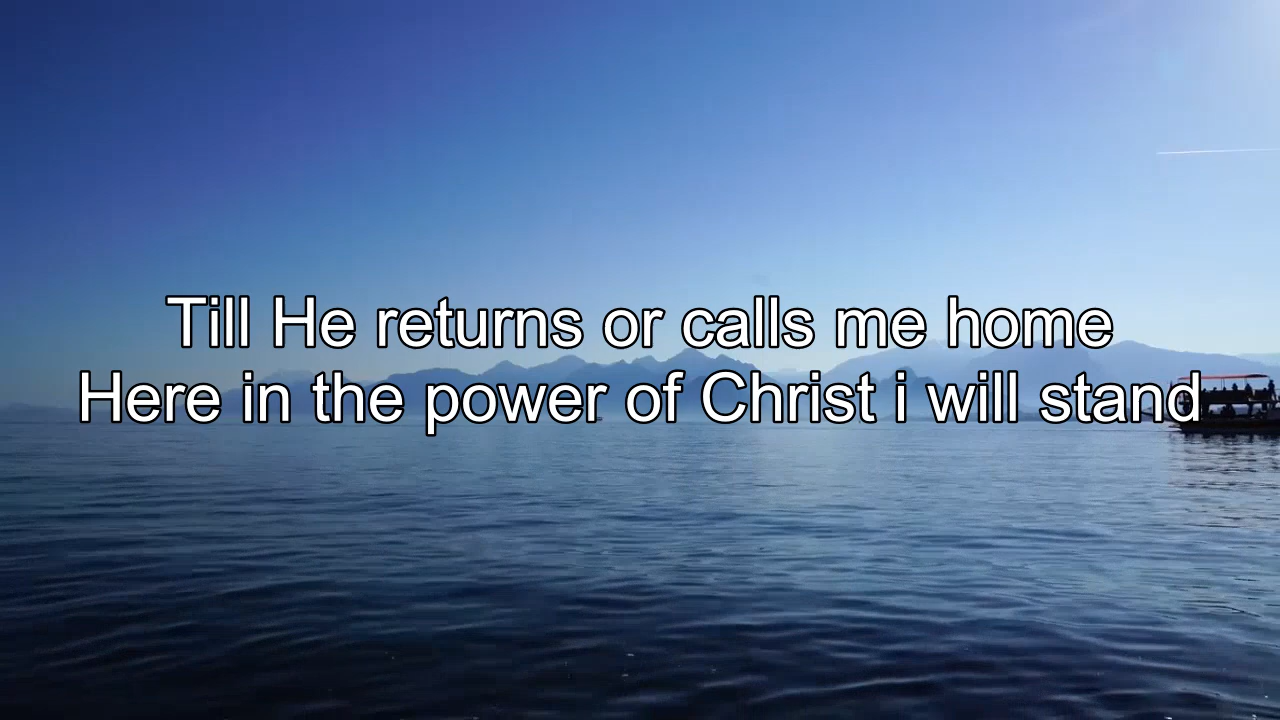 Till He returns or calls me home
Here in the power of Christ i will stand